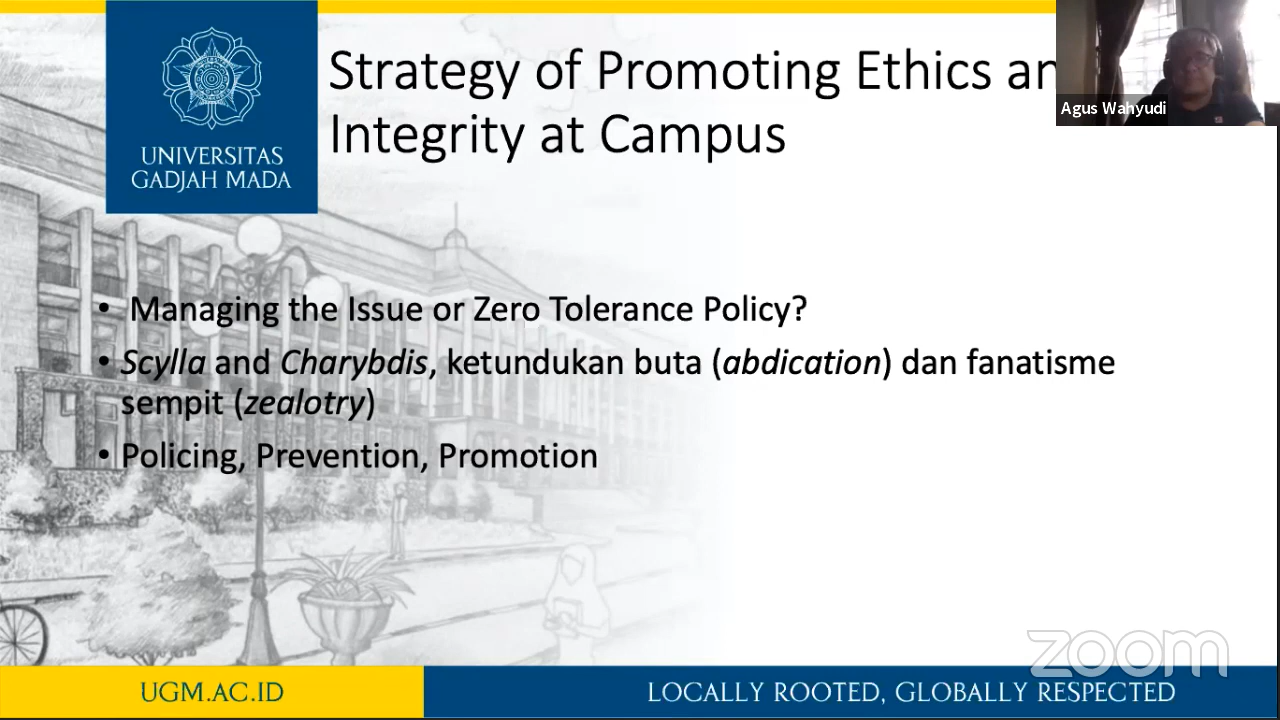 Strategy of Promoting Ethics an
Integrity at Campus
Agus Wahyudi
UNIVERSITAS
GADJAH MADA
• Managing the Issue or Zero Tolerance Policy?
• Scylla and Charybdis, ketundukan buta (abdication) dan fanatisme
sempit (zealotry)
• Policing, Prevention, Promotion
zoom
UGM.AC.ID
LOCALLY ROOTED, GLOBALLY RESPECTED